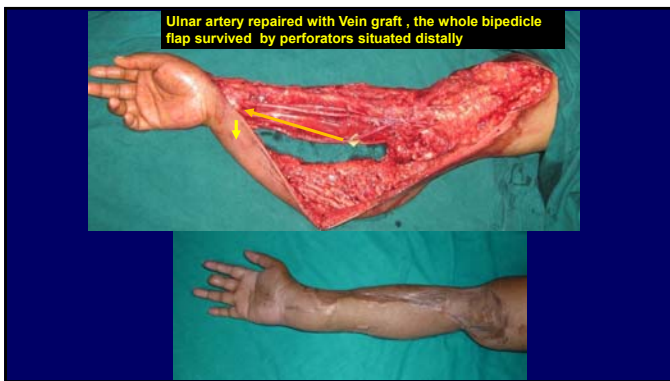 Ulnar artery repaired with Vein graft , the whole bipedicle
flap survived  by perforators situated distally